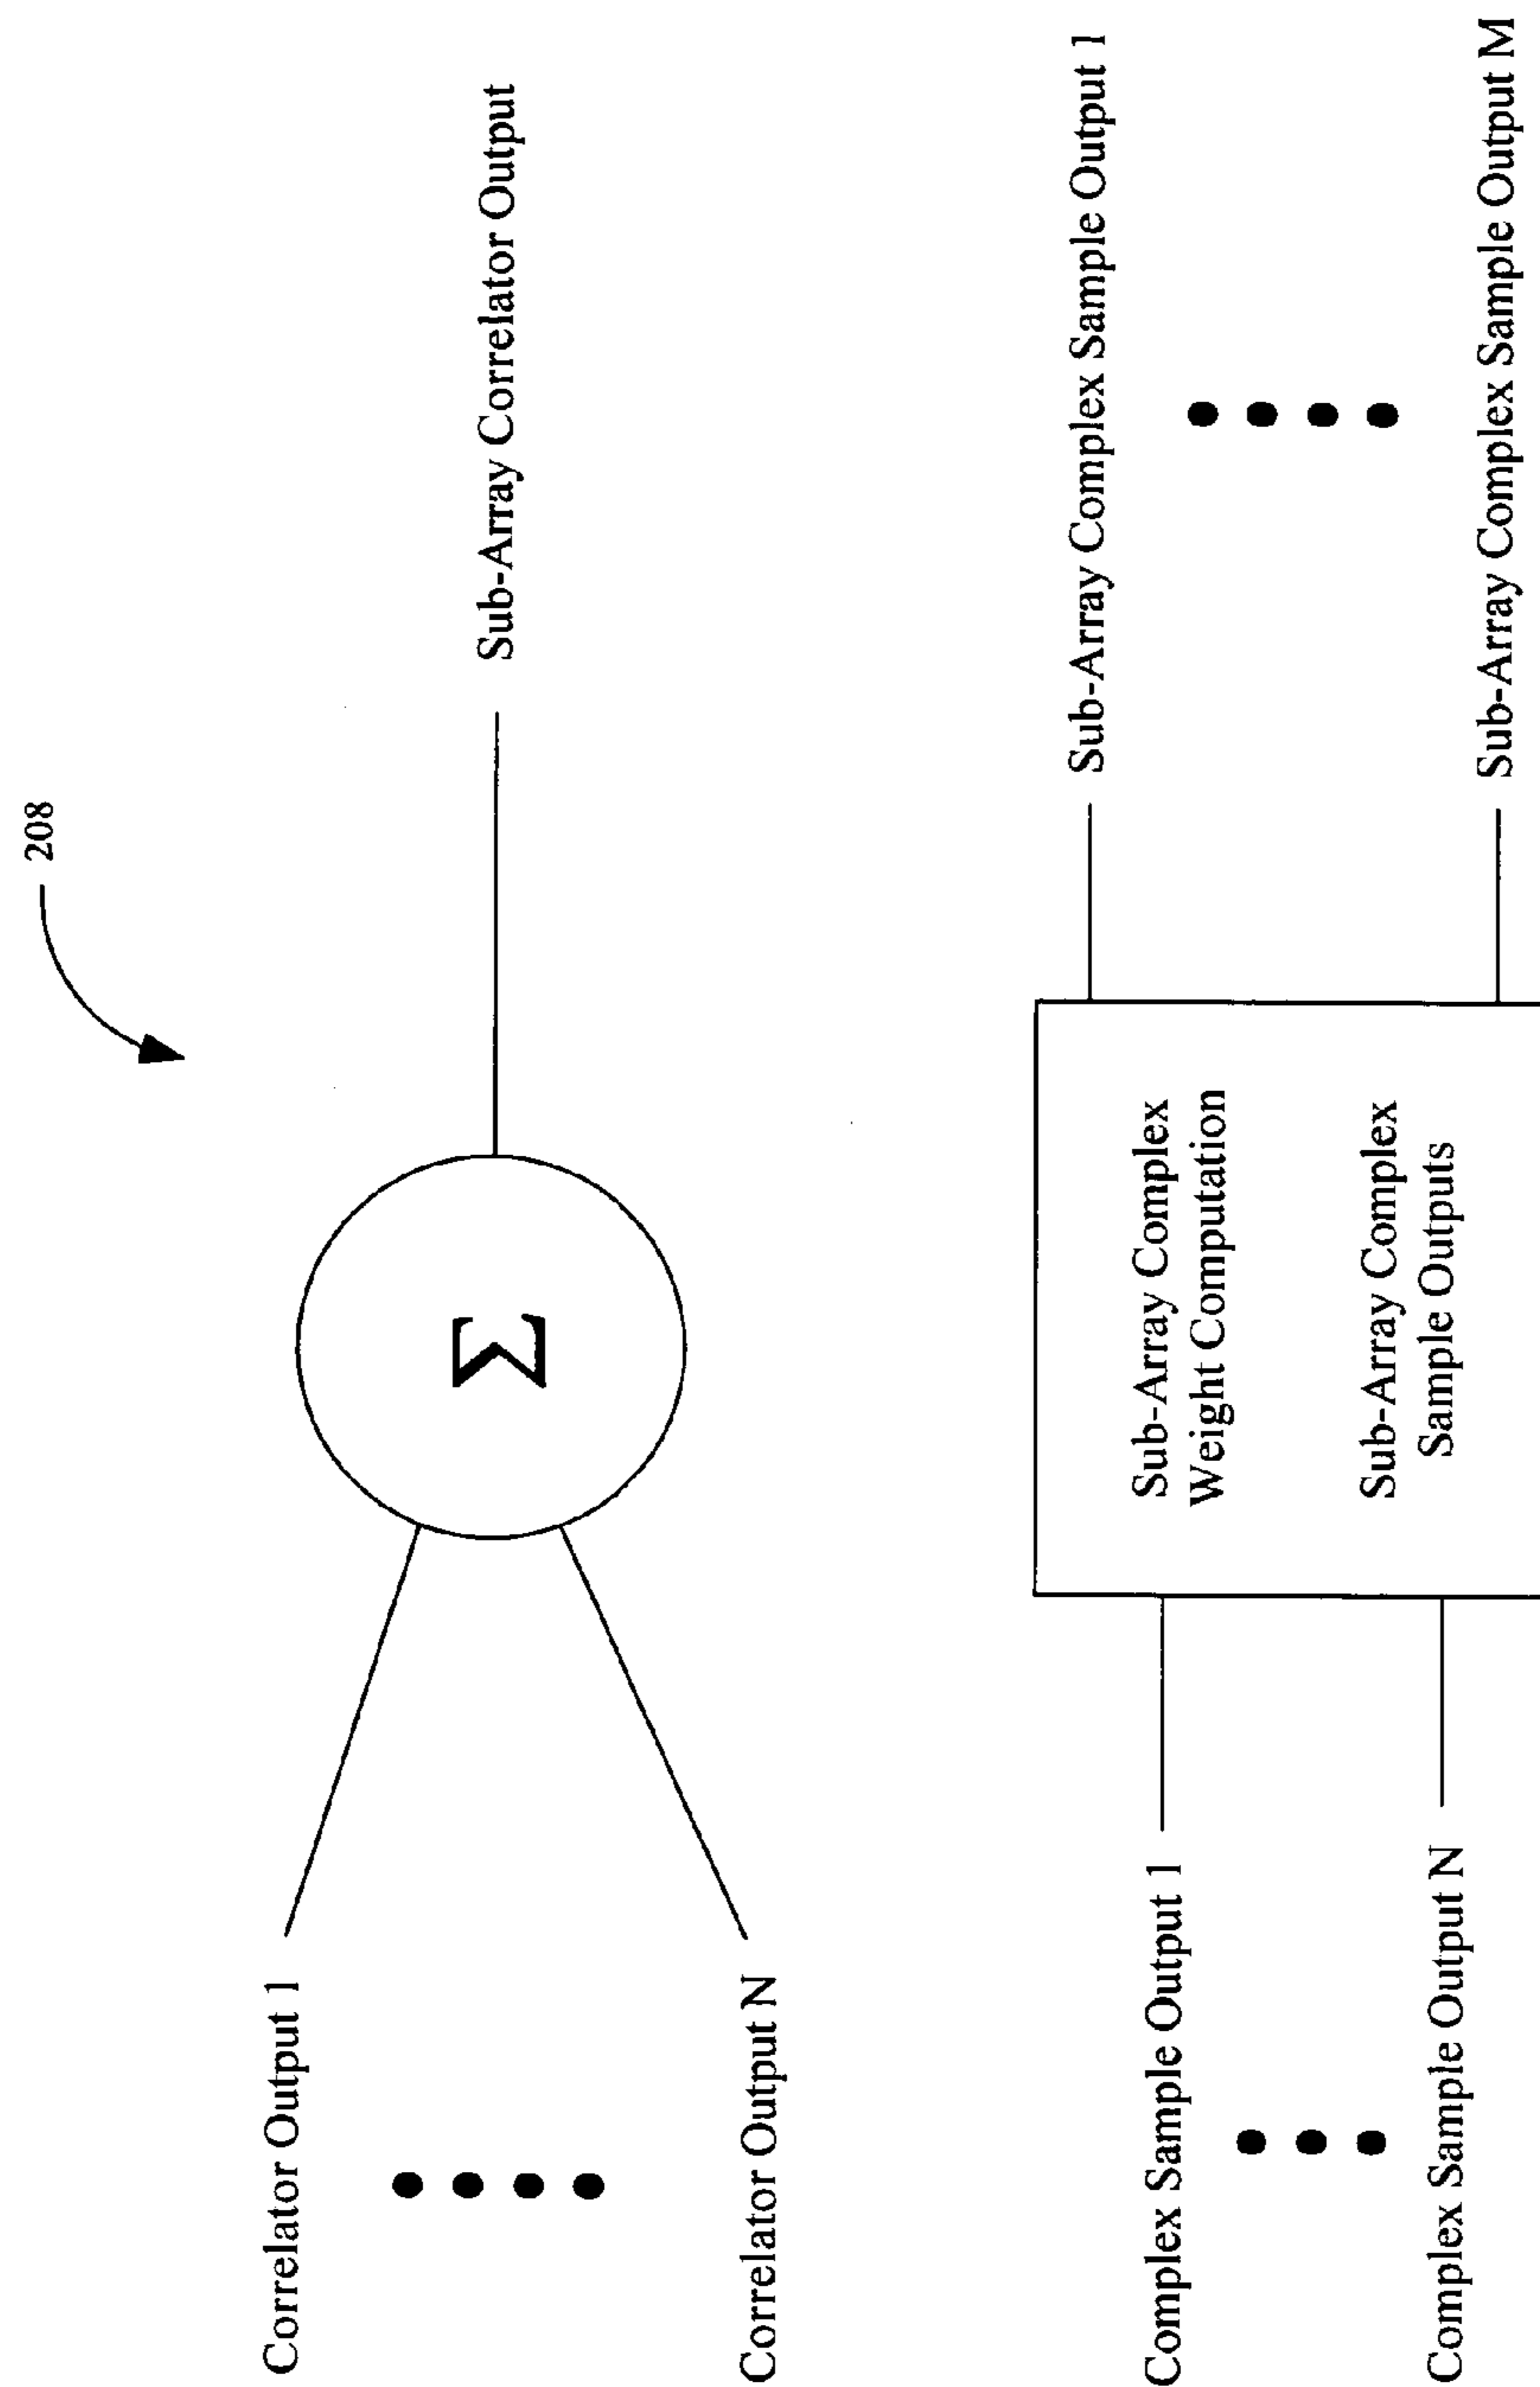 208
Correlator Output 1
Correlator Output N
Σ
Sub-Array Correlator Output
Complex Sample Output 1
Complex Sample Output N
Sub-Array Complex
Weight Computation
Sub-Array Complex
Sample Outputs
Sub-Array Complex Sample Output 1
Sub-Array Complex Sample Output M